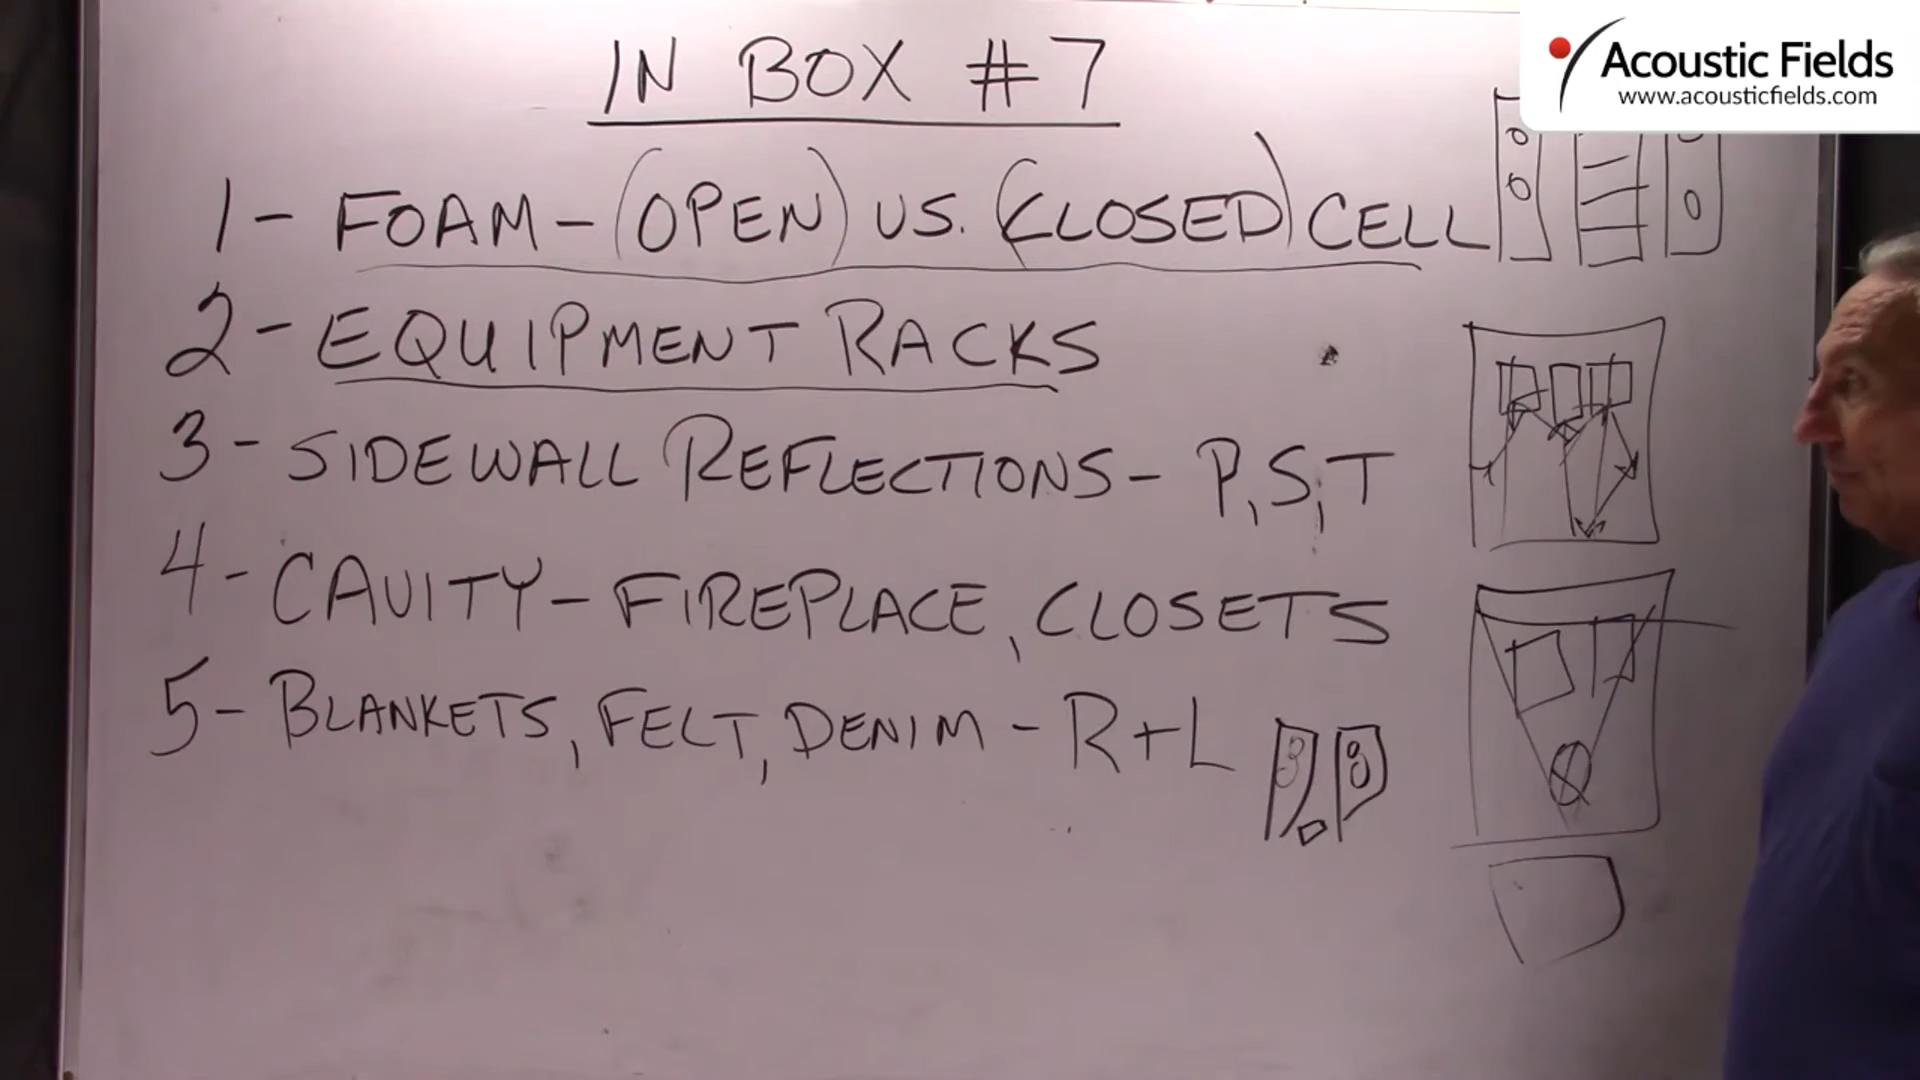 IN BOX #7
Acoustic Fields
www.acousticfields.com
1- FOAM-(OPEN) VS. (CLOSED) CELL
2- EQUIPMENT RACKS
3- SIDEWALL REFLECTIONS- P,S,T
4- CAVITY- FIREPLACE, CLOSETS
5- BLANKETS, FELT, DENIM - R+L